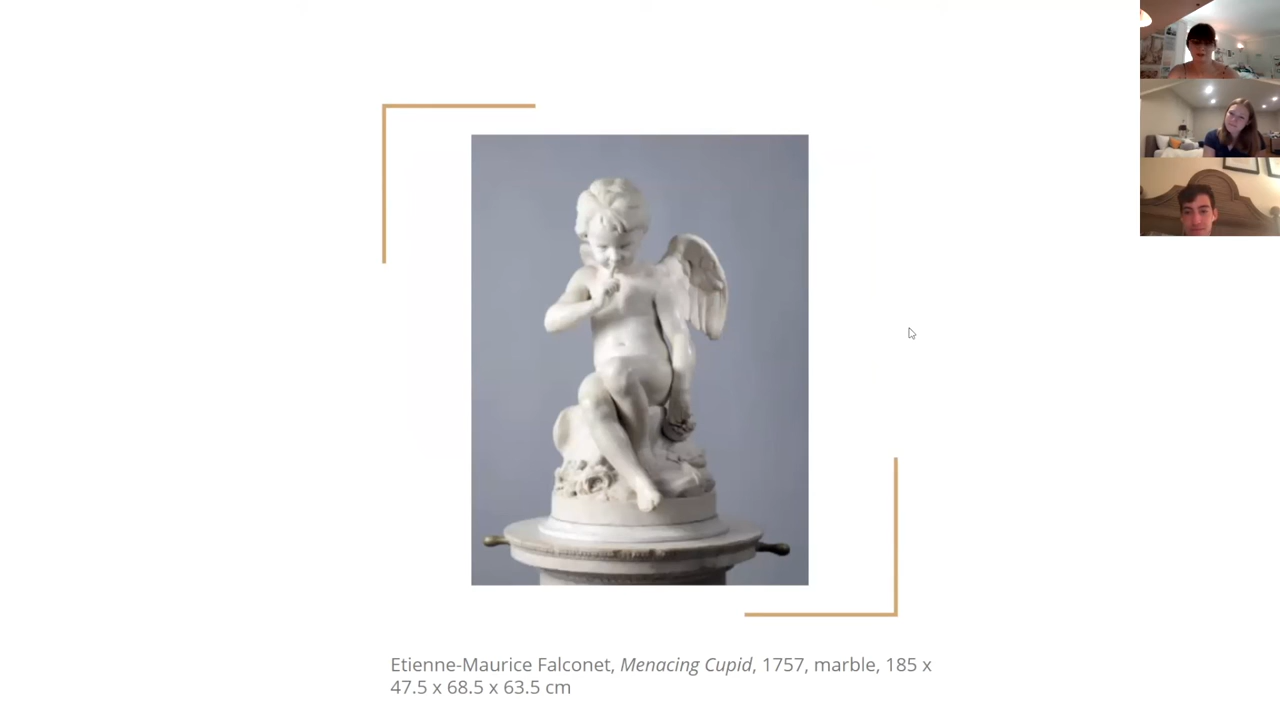 Etienne-Maurice Falconet, Menacing Cupid, 1757, marble, 185 x
47.5 x 68.5 x 63.5 cm